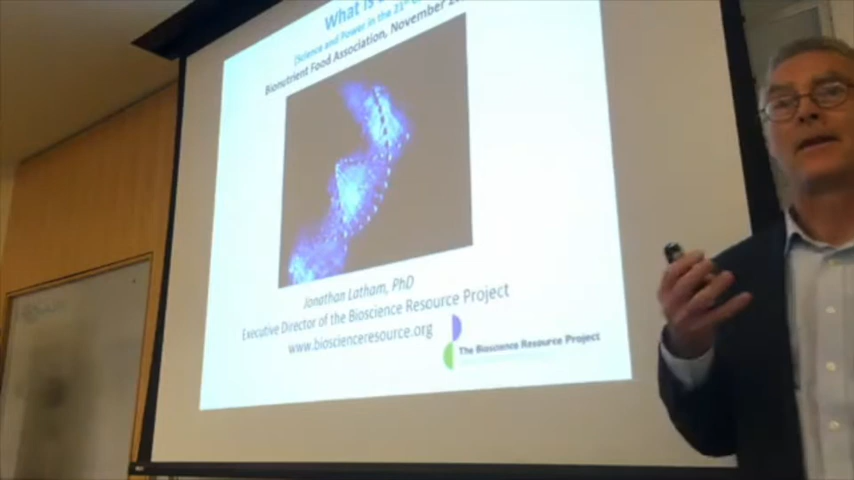 What is
(Science and Power in the 21st
Bionutrient Food Association, November
Jonathan Latham, PhD
Executive Director of the Bioscience Resource Project
www.bioscienceresource.org
The Bioscience Resource Project